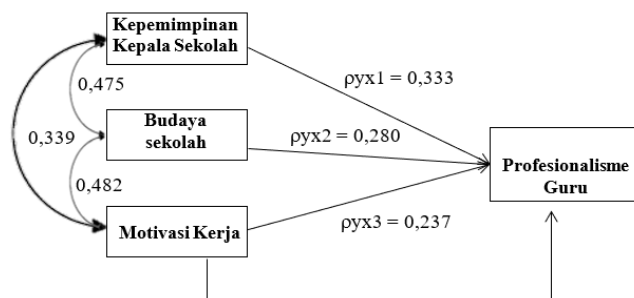 Kepemimpinan
Kepala Sekolah
0,475
ρyx1 = 0,333
Budaya
sekolah
0,339
ρyx2 = 0,280
Profesionalisme
Guru
0,482
Motivasi Kerja
ρyx3 = 0,237